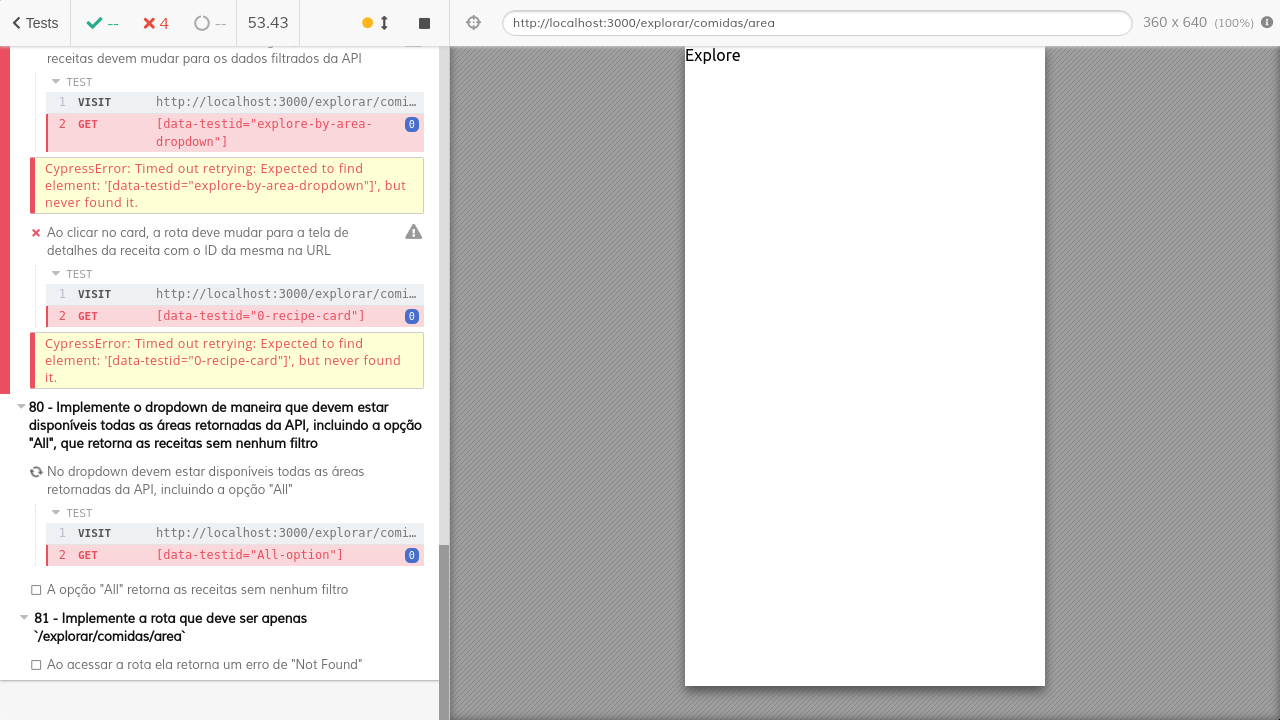 Tests
--
4
--
53.43
http://localhost:3000/explorar/comidas/area
360 x 640 (100%)
receitas devem mudar para os dados filtrados da API
TEST
1 VISIT http://localhost:3000/explorar/comi…
2 GET [data-testid="explore-by-area-
dropdown"] 0
CypressError: Timed out retrying: Expected to find
element: '[data-testid="explore-by-area-dropdown"]', but
never found it.
Ao clicar no card, a rota deve mudar para a tela de
detalhes da receita com o ID da mesma na URL
TEST
1 VISIT http://localhost:3000/explorar/comi…
2 GET [data-testid="0-recipe-card"] 0
CypressError: Timed out retrying: Expected to find
element: '[data-testid="0-recipe-card"]', but never found
it.
80 - Implemente o dropdown de maneira que devem estar
disponíveis todas as áreas retornadas da API, incluindo a opção
"All", que retorna as receitas sem nenhum filtro
No dropdown devem estar disponíveis todas as áreas
retornadas da API, incluindo a opção "All"
TEST
1 VISIT http://localhost:3000/explorar/comi…
2 GET [data-testid="All-option"] 0
A opção "All" retorna as receitas sem nenhum filtro
81 - Implemente a rota que deve ser apenas
`/explorar/comidas/area`
Ao acessar a rota ela retorna um erro de "Not Found"
Explore